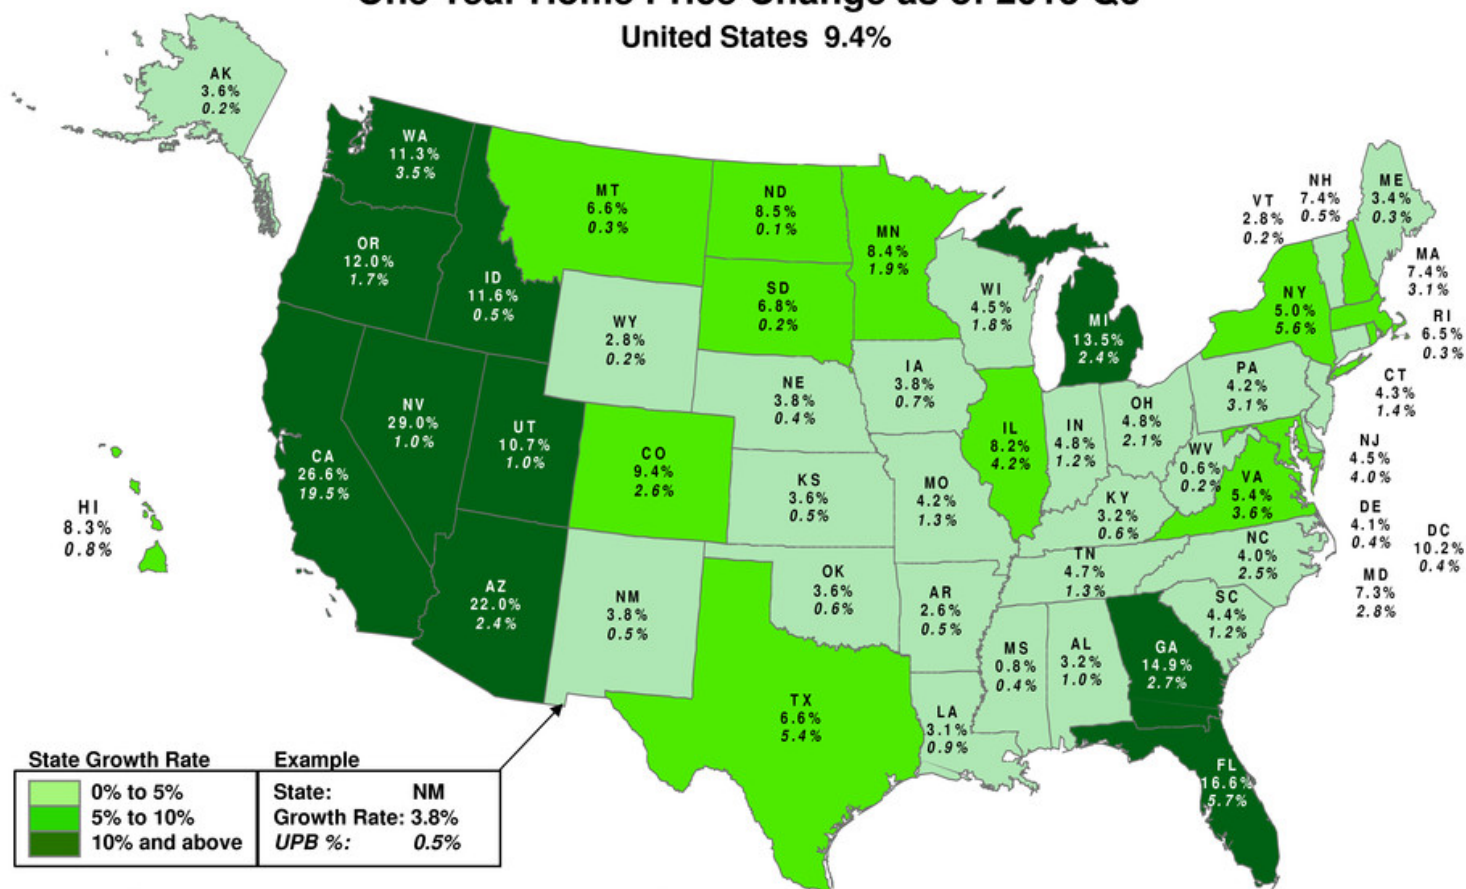 One Year Home Price Change as of 2013 Q3
United States 9.4%
AK
3.6%
0.2%
WA
11.3%
3.5%
OR
12.0%
1.7%
ID
11.6%
0.5%
MT
6.6%
0.3%
ND
8.5%
0.1%
MN
8.4%
1.9%
SD
6.8%
0.2%
WY
2.8%
0.2%
WI
4.5%
1.8%
MI
13.5%
2.4%
VT
2.8%
0.2%
NH
7.4%
0.5%
ME
3.4%
0.3%
MA
7.4%
3.1%
NY
5.0%
5.6%
RI
6.5%
0.3%
CT
4.3%
1.4%
PA
4.2%
3.1%
NJ
4.5%
4.0%
NV
29.0%
1.0%
UT
10.7%
1.0%
CA
26.6%
19.5%
CO
9.4%
2.6%
NE
3.8%
0.4%
IA
3.8%
0.7%
IL
8.2%
4.2%
IN
4.8%
1.2%
OH
4.8%
2.1%
WV
0.6%
0.2%
VA
5.4%
3.6%
DE
4.1%
0.4%
DC
10.2%
0.4%
MD
7.3%
2.8%
KS
3.6%
0.5%
MO
4.2%
1.3%
KY
3.2%
0.6%
HI
8.3%
0.8%
AZ
22.0%
2.4%
NM
3.8%
0.5%
OK
3.6%
0.6%
AR
2.6%
0.5%
TN
4.7%
1.3%
NC
4.0%
2.5%
SC
4.4%
1.2%
MS
0.8%
0.4%
AL
3.2%
1.0%
GA
14.9%
2.7%
TX
6.6%
5.4%
LA
3.1%
0.9%
FL
16.6%
5.7%
State Growth Rate
0% to 5%
5% to 10%
10% and above
Example
State: NM
Growth Rate: 3.8%
UPB %: 0.5%